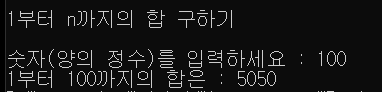 1부터 n까지의 합 구하기
숫자(양의 정수)를 입력하세요 : 100
1부터 100까지의 합은 : 5050